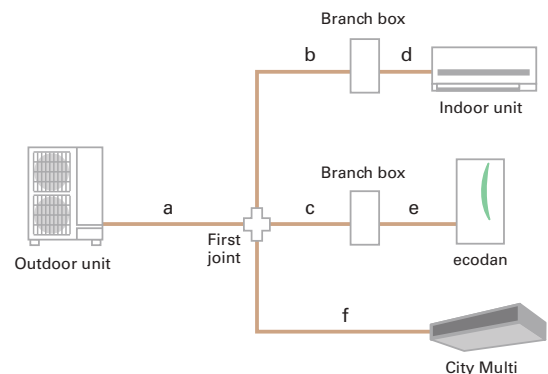 Branch box
b
d
Indoor unit
Branch box
a
c
e
First
joint
Outdoor unit
ecodan
f
City Multi